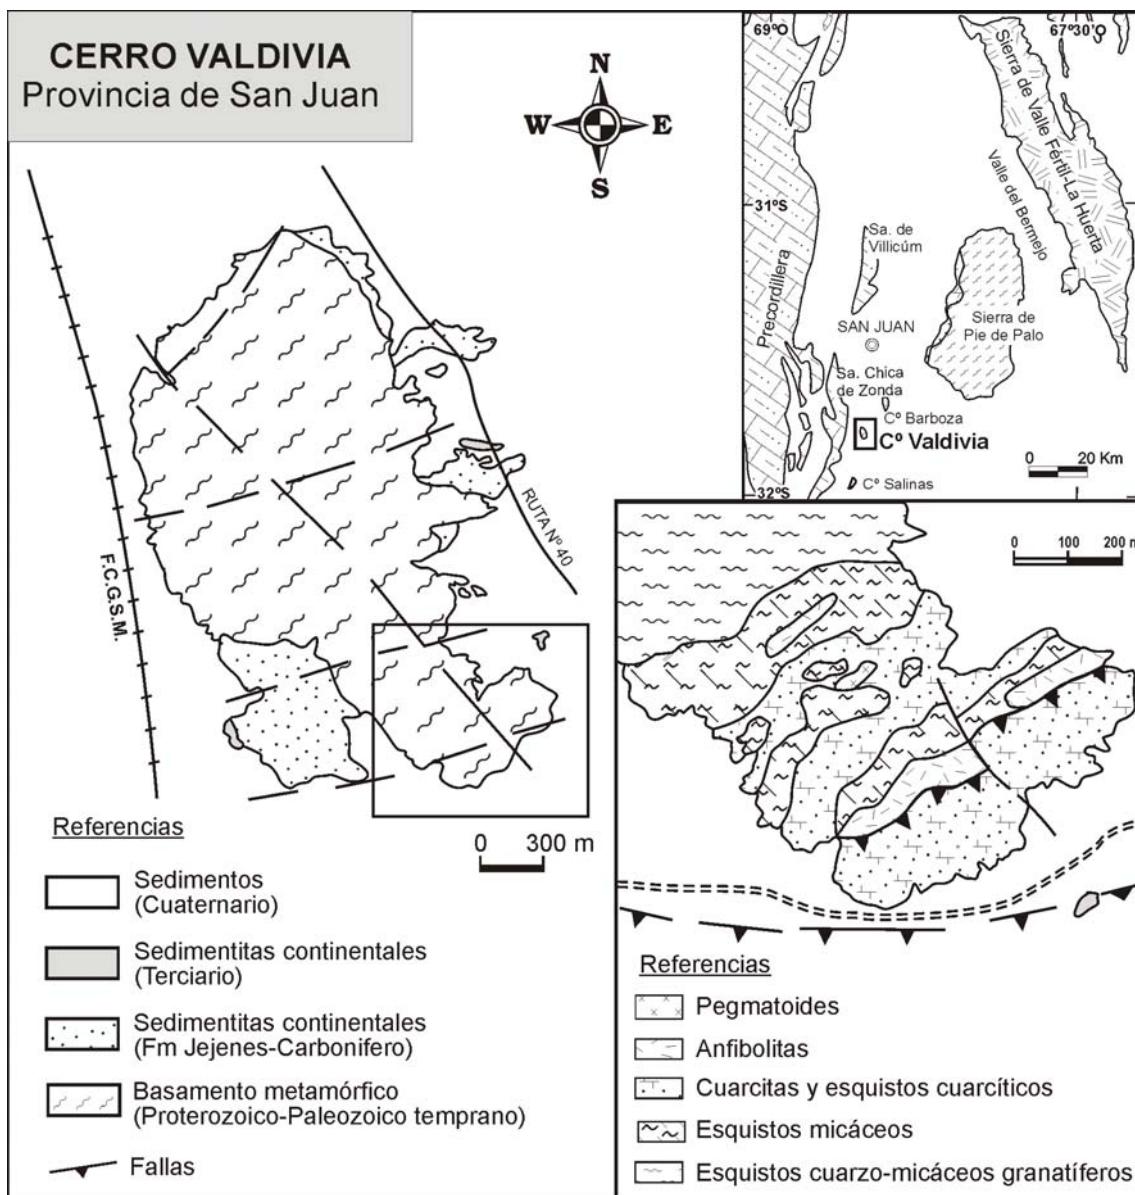 CERRO VALDIVIA
Provincia de San Juan
N
W
E
S
F.C.G.S.M.
RUTA Nº 40
0
300 m
Referencias
Sedimentos
(Cuaternario)
Sedimentitas continentales
(Terciario)
Sedimentitas continentales
(Fm Jejenes-Carbonifero)
Basamento metamórfico
(Proterozoico-Paleozoico temprano)
Fallas
69ºO
67º30'O
31ºS
32ºS
Precordillera
Sierra de Valle Fértil-La Huerta
Valle del Bermejo
Sa. de
Villicúm
SAN JUAN
Sierra de
Pie de Palo
Sa. Chica
de Zonda
Cº Barboza
Cº Valdivia
Cº Salinas
0
20 Km
0
100
200 m
Referencias
Pegmatoides
Anfibolitas
Cuarcitas y esquistos cuarcíticos
Esquistos micáceos
Esquistos cuarzo-micáceos granatíferos